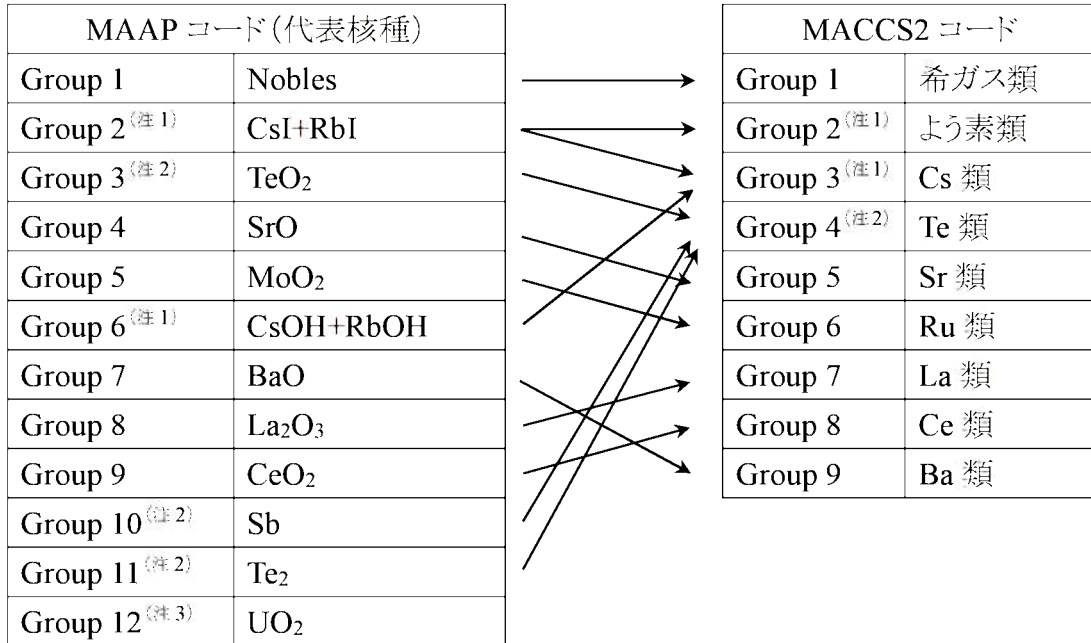 MAAP コード(代表核種)
Group 1 Nobles
Group 2(注1) CsI+RbI
Group 3(注2) TeO2
Group 4 SrO
Group 5 MoO2
Group 6(注1) CsOH+RbOH
Group 7 BaO
Group 8 La2O3
Group 9 CeO2
Group 10(注2) Sb
Group 11(注2) Te2
Group 12(注3) UO2
MACCS2 コード
Group 1 希ガス類
Group 2(注1) よう素類
Group 3(注1) Cs 類
Group 4(注2) Te 類
Group 5 Sr 類
Group 6 Ru 類
Group 7 La 類
Group 8 Ce 類
Group 9 Ba 類